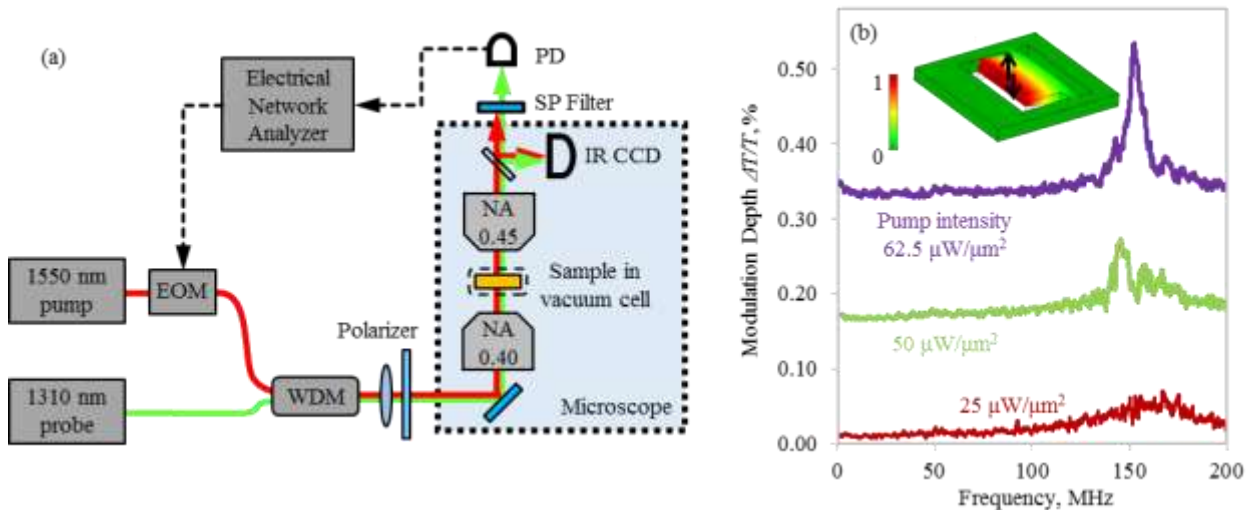 (a)
PD
Electrical
Network
Analyzer
SP Filter
IR CCD
NA
0.45
1550 nm
pump
EOM
Sample in
vacuum cell
Polarizer
NA
0.40
1310 nm
probe
WDM
Microscope
(b)
Modulation Depth ΔT/T, %
0.50
0.40
0.30
0.20
0.10
0.00
1
0
Pump intensity
62.5 μW/μm²
50 μW/μm²
25 μW/μm²
0 50 100 150 200
Frequency, MHz